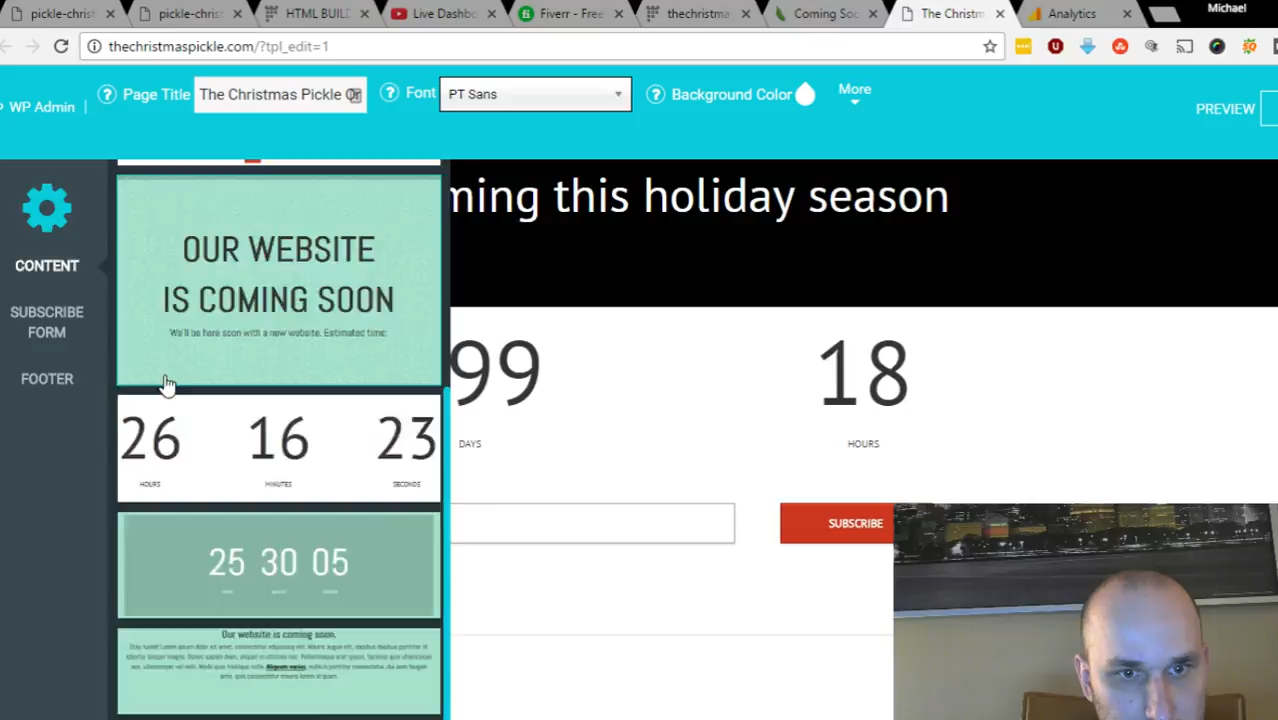 pickle-chris
pickle-christ
HTML BUILD
Live Dashbo
Fiverr - Free
thechristma
Coming Soo
The Christm
Analytics
Michael
thechristmaspickle.com/?tpl_edit=1
WP Admin
Page Title
The Christmas Pickle Or
Font
PT Sans
Background Color
More
PREVIEW
CONTENT
SUBSCRIBE
FORM
FOOTER
ming this holiday season
OUR WEBSITE
IS COMING SOON
We'll be here soon with a new website. Estimated time:
26 16 23
HOURS MINUTES SECONDS
25 30 05
Our website is coming soon.
99 18
DAYS HOURS
SUBSCRIBE